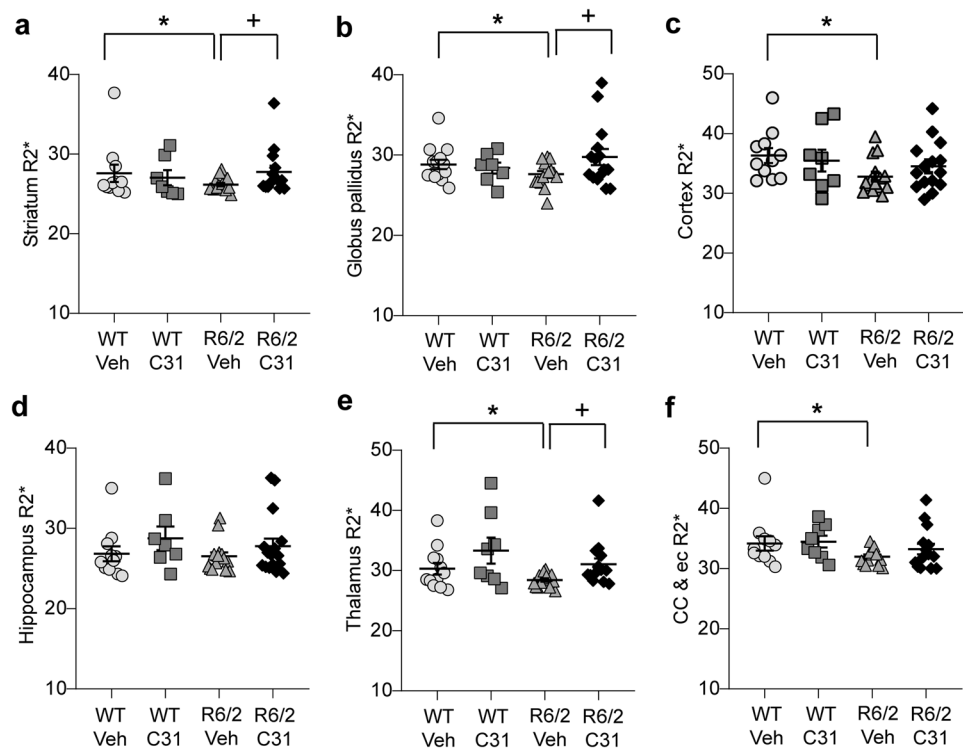 a
* +
Striatum R2*
40
30
20
10
WT Veh
WT C31
R6/2 Veh
R6/2 C31
b
* +
Globus pallidus R2*
40
30
20
10
WT Veh
WT C31
R6/2 Veh
R6/2 C31
c
*
Cortex R2*
50
40
30
20
10
WT Veh
WT C31
R6/2 Veh
R6/2 C31
d
Hippocampus R2*
40
30
20
10
WT Veh
WT C31
R6/2 Veh
R6/2 C31
e
* +
Thalamus R2*
50
40
30
20
10
WT Veh
WT C31
R6/2 Veh
R6/2 C31
f
*
CC & ec R2*
50
40
30
20
10
WT Veh
WT C31
R6/2 Veh
R6/2 C31